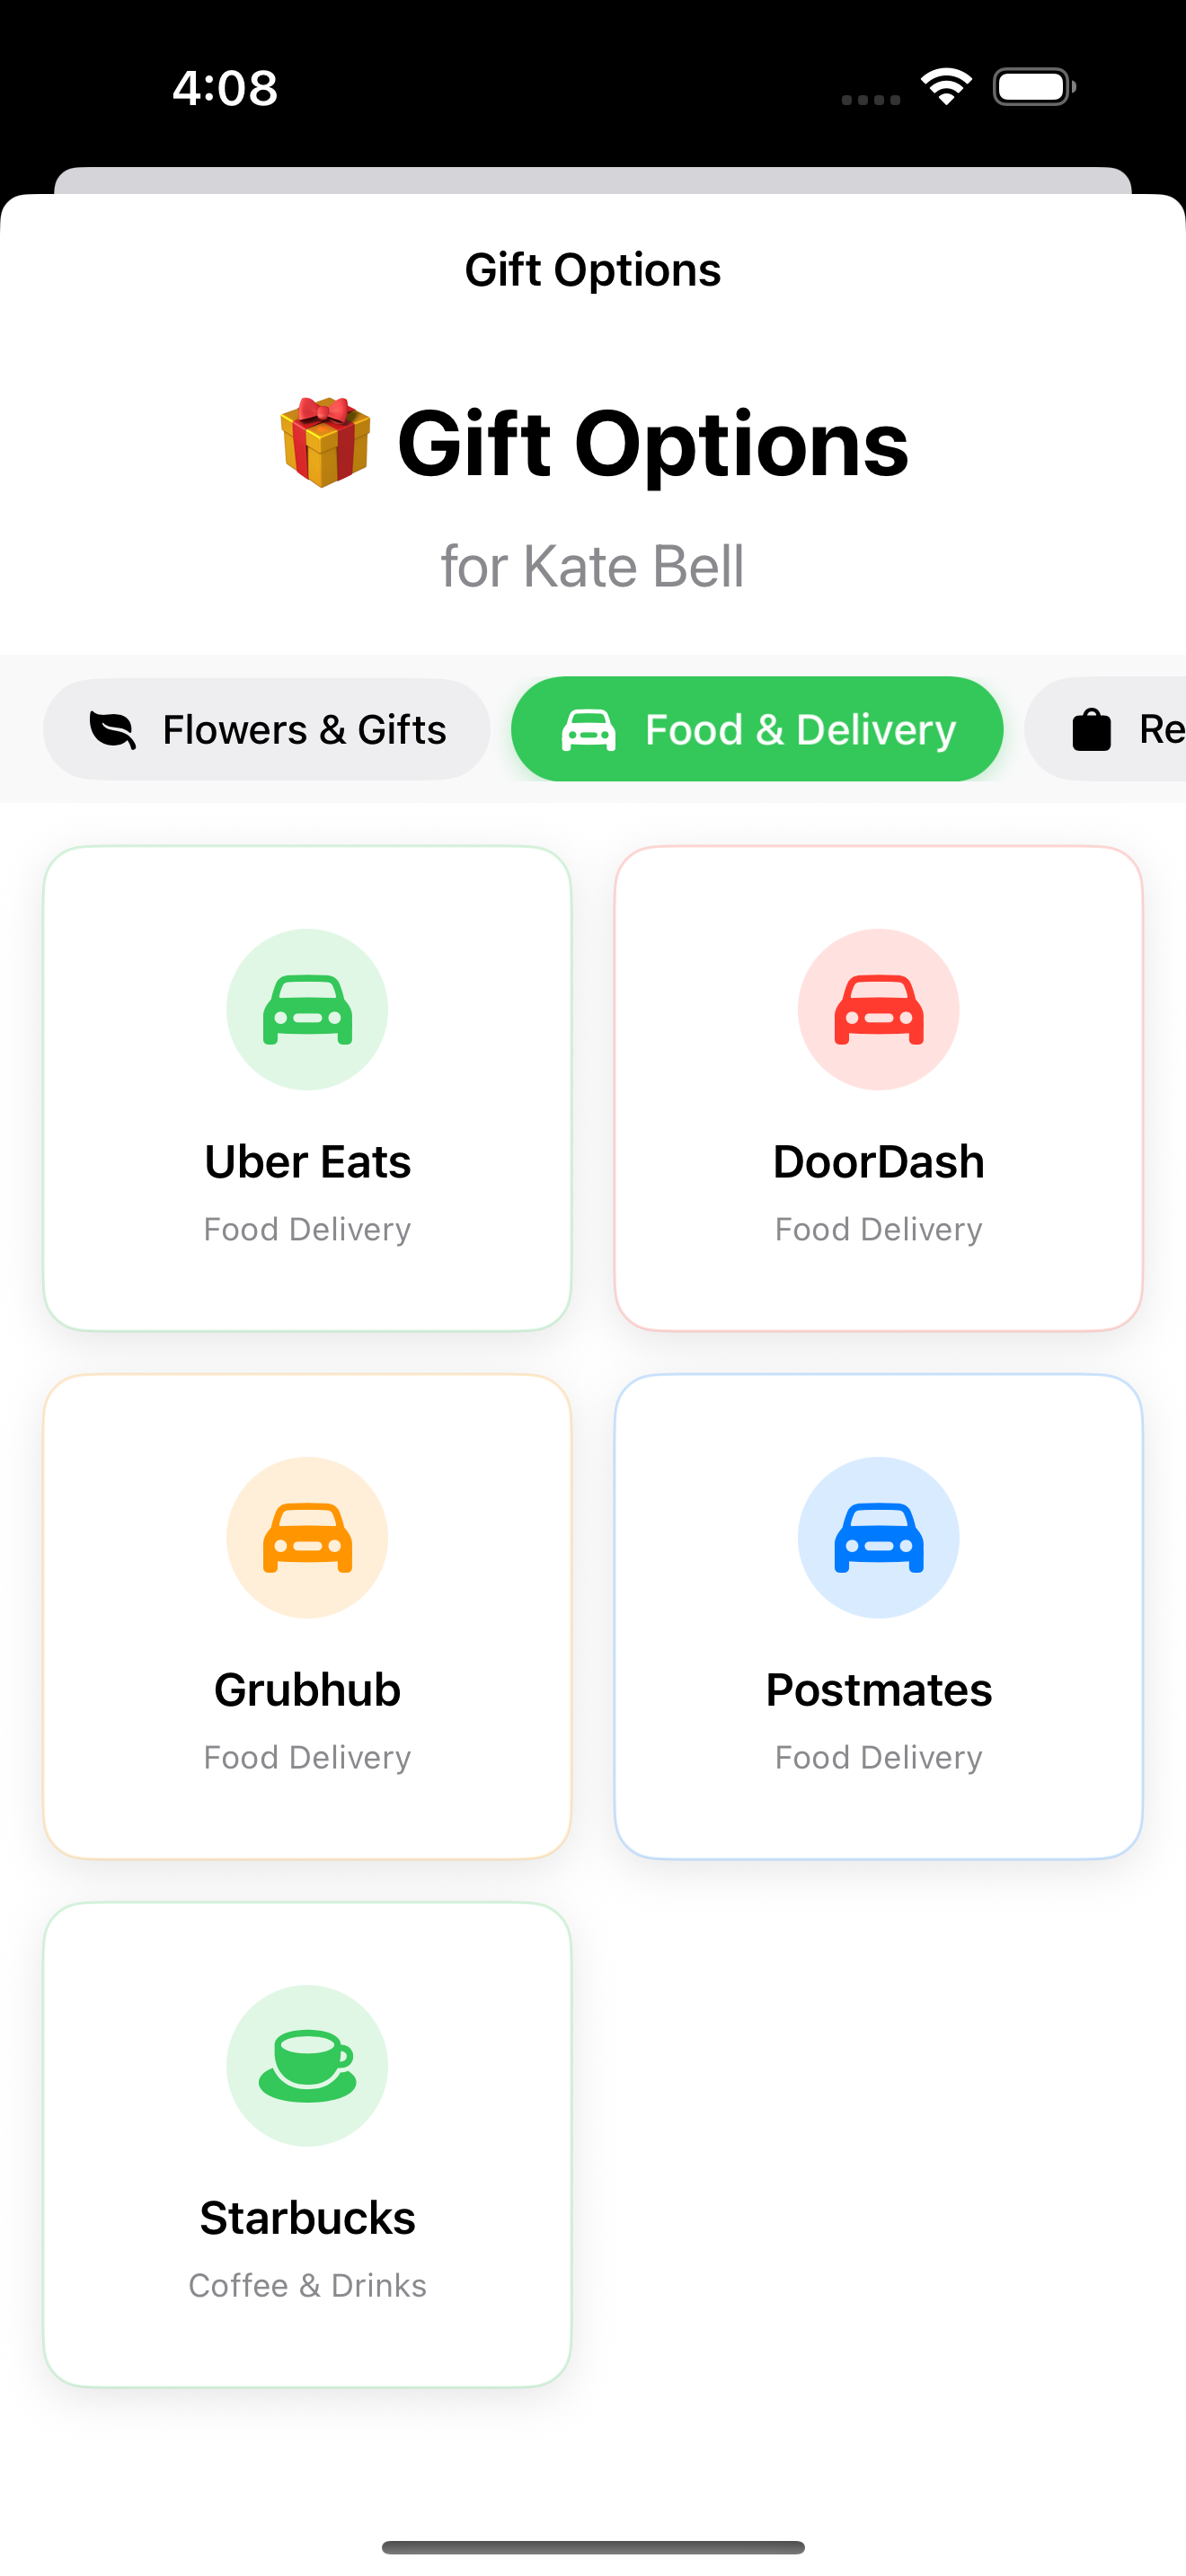 4:08
Gift Options
Gift Options
for Kate Bell
Flowers & Gifts
Food & Delivery
Re
Uber Eats
Food Delivery
DoorDash
Food Delivery
Grubhub
Food Delivery
Postmates
Food Delivery
Starbucks
Coffee & Drinks